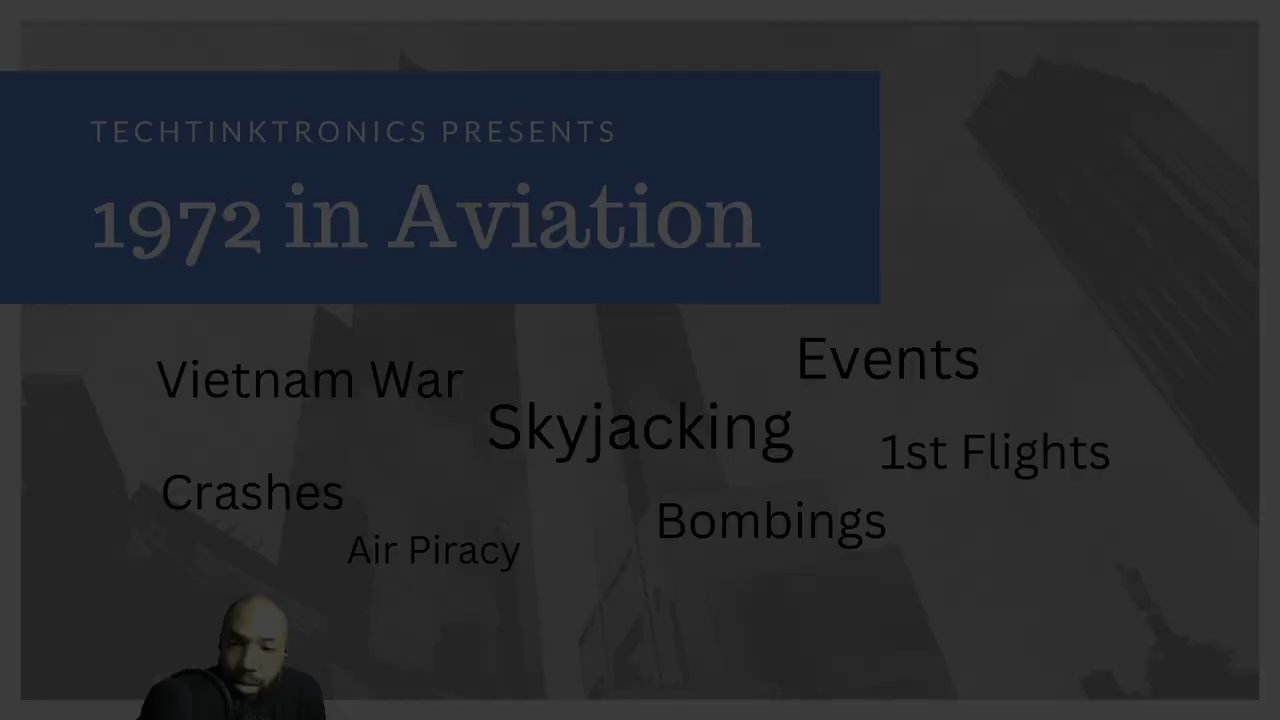 TECHTINKTRONICS PRESENTS
1972 in Aviation
Events
Vietnam War
Skyjacking
1st Flights
Crashes
Bombings
Air Piracy